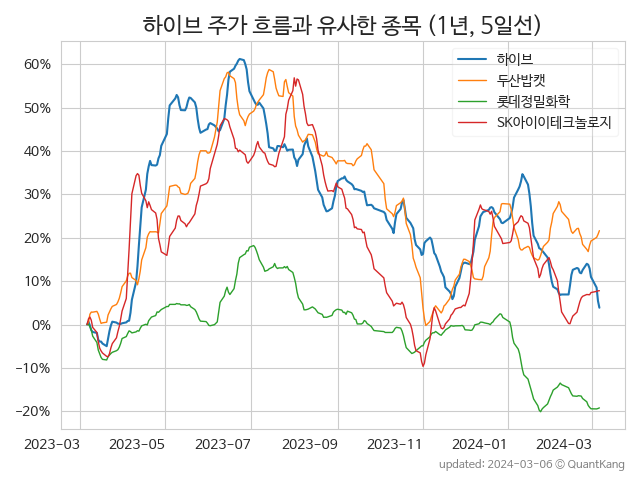 하이브 주가 흐름과 유사한 종목 (1년, 5일선)
하이브
두산밥캣
롯데정밀화학
SK아이이테크놀로지
60%
50%
40%
30%
20%
10%
0%
−10%
−20%
2023-03 2023-05 2023-07 2023-09 2023-11 2024-01 2024-03
updated: 2024-03-06 © QuantKang